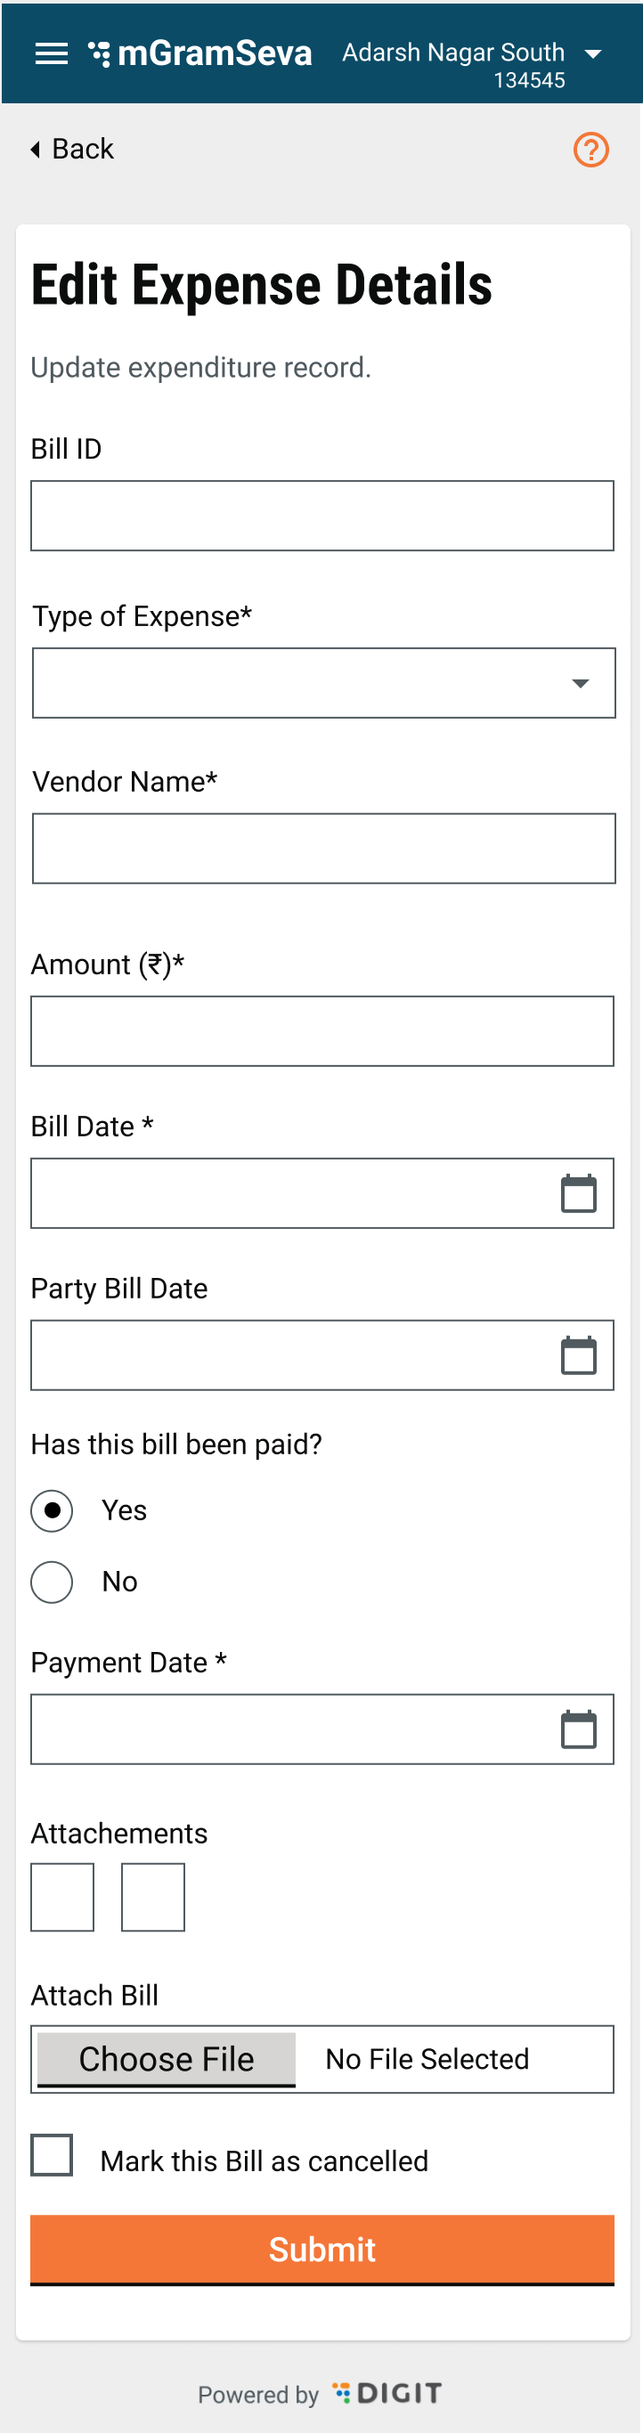 mGramSeva
Adarsh Nagar South
134545
Back
Edit Expense Details
Update expenditure record.
Bill ID
Type of Expense*
Vendor Name*
Amount (₹)*
Bill Date *
Party Bill Date
Has this bill been paid?
Yes
No
Payment Date *
Attachements
Attach Bill
Choose File No File Selected
Mark this Bill as cancelled
Submit
Powered by DIGIT